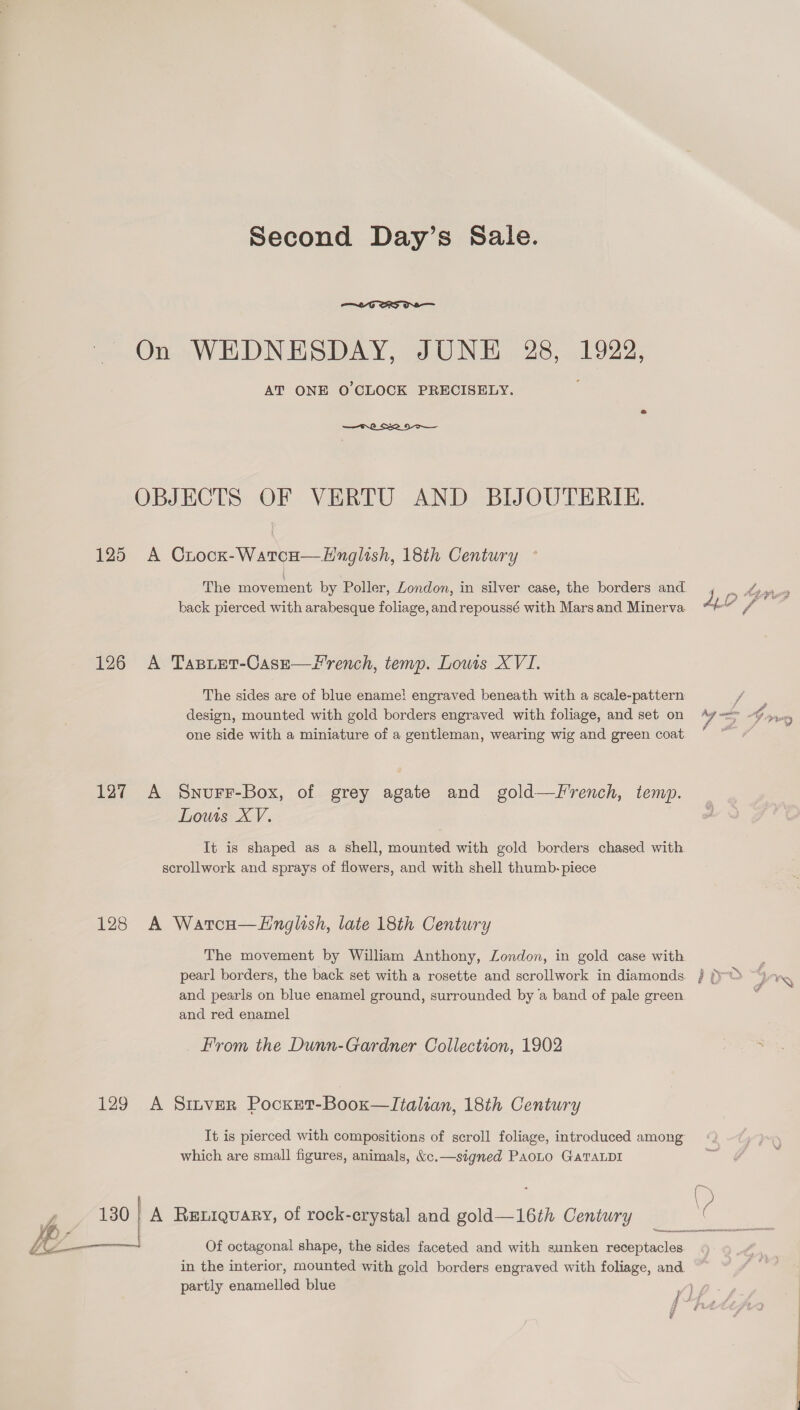 Second Day's Sale.
On WEDNESDAY, JUNE 28, 1922,
AT ONE O'CLOCK PRECISELY.
OBJECTS OF VERTU AND BIJOUTERIE.
125 A Clock-Watch—English, 18th Century
The movement by Poller, London, in silver case, the borders and
back pierced with arabesque foliage, and repoussé with Mars and Minerva
126 A Tablet-Case—French, temp. Louis XVI.
The sides are of blue enamel engraved beneath with a scale-pattern
design, mounted with gold borders engraved with foliage, and set on
one side with a miniature of a gentleman, wearing wig and green coat
127 A Snuff-Box, of grey agate and gold—French, temp.
Louis XV.
It is shaped as a shell, mounted with gold borders chased with
scrollwork and sprays of flowers, and with shell thumb-piece
128 A Watch—English, late 18th Century
The movement by William Anthony, London, in gold case with
pearl borders, the back set with a rosette and scrollwork in diamonds
and pearls on blue enamel ground, surrounded by a band of pale green
and red enamel
From the Dunn-Gardner Collection, 1902
129 A Silver Pocket-Book—Italian, 18th Century
It is pierced with compositions of scroll foliage, introduced among
which are small figures, animals, &c.—signed Paolo Gataldi
130 A Reliquary, of rock-crystal and gold—16th Century
Of octagonal shape, the sides faceted and with sunken receptacles
in the interior, mounted with gold borders engraved with foliage, and
partly enamelled blue